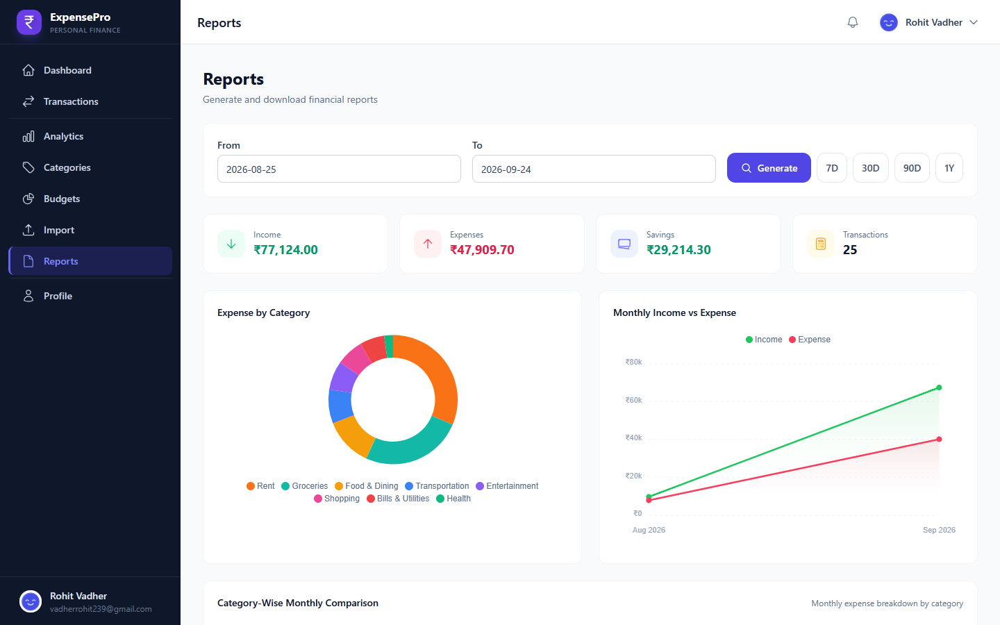 ExpensePro
PERSONAL FINANCE
Dashboard
Transactions
Analytics
Categories
Budgets
Import
Reports
Profile
Rohit Vadher
vadherrohit239@gmail.com
Reports
Rohit Vadher
Reports
Generate and download financial reports
From
To
2026-08-25
2026-09-24
Generate
7D
30D
90D
1Y
Income
₹77,124.00
Expenses
₹47,909.70
Savings
₹29,214.30
Transactions
25
Expense by Category
Rent Groceries Food & Dining Transportation Entertainment
Shopping Bills & Utilities Health
Monthly Income vs Expense
Income Expense
₹80k
₹60k
₹40k
₹20k
₹0
Aug 2026
Sep 2026
Category-Wise Monthly Comparison
Monthly expense breakdown by category